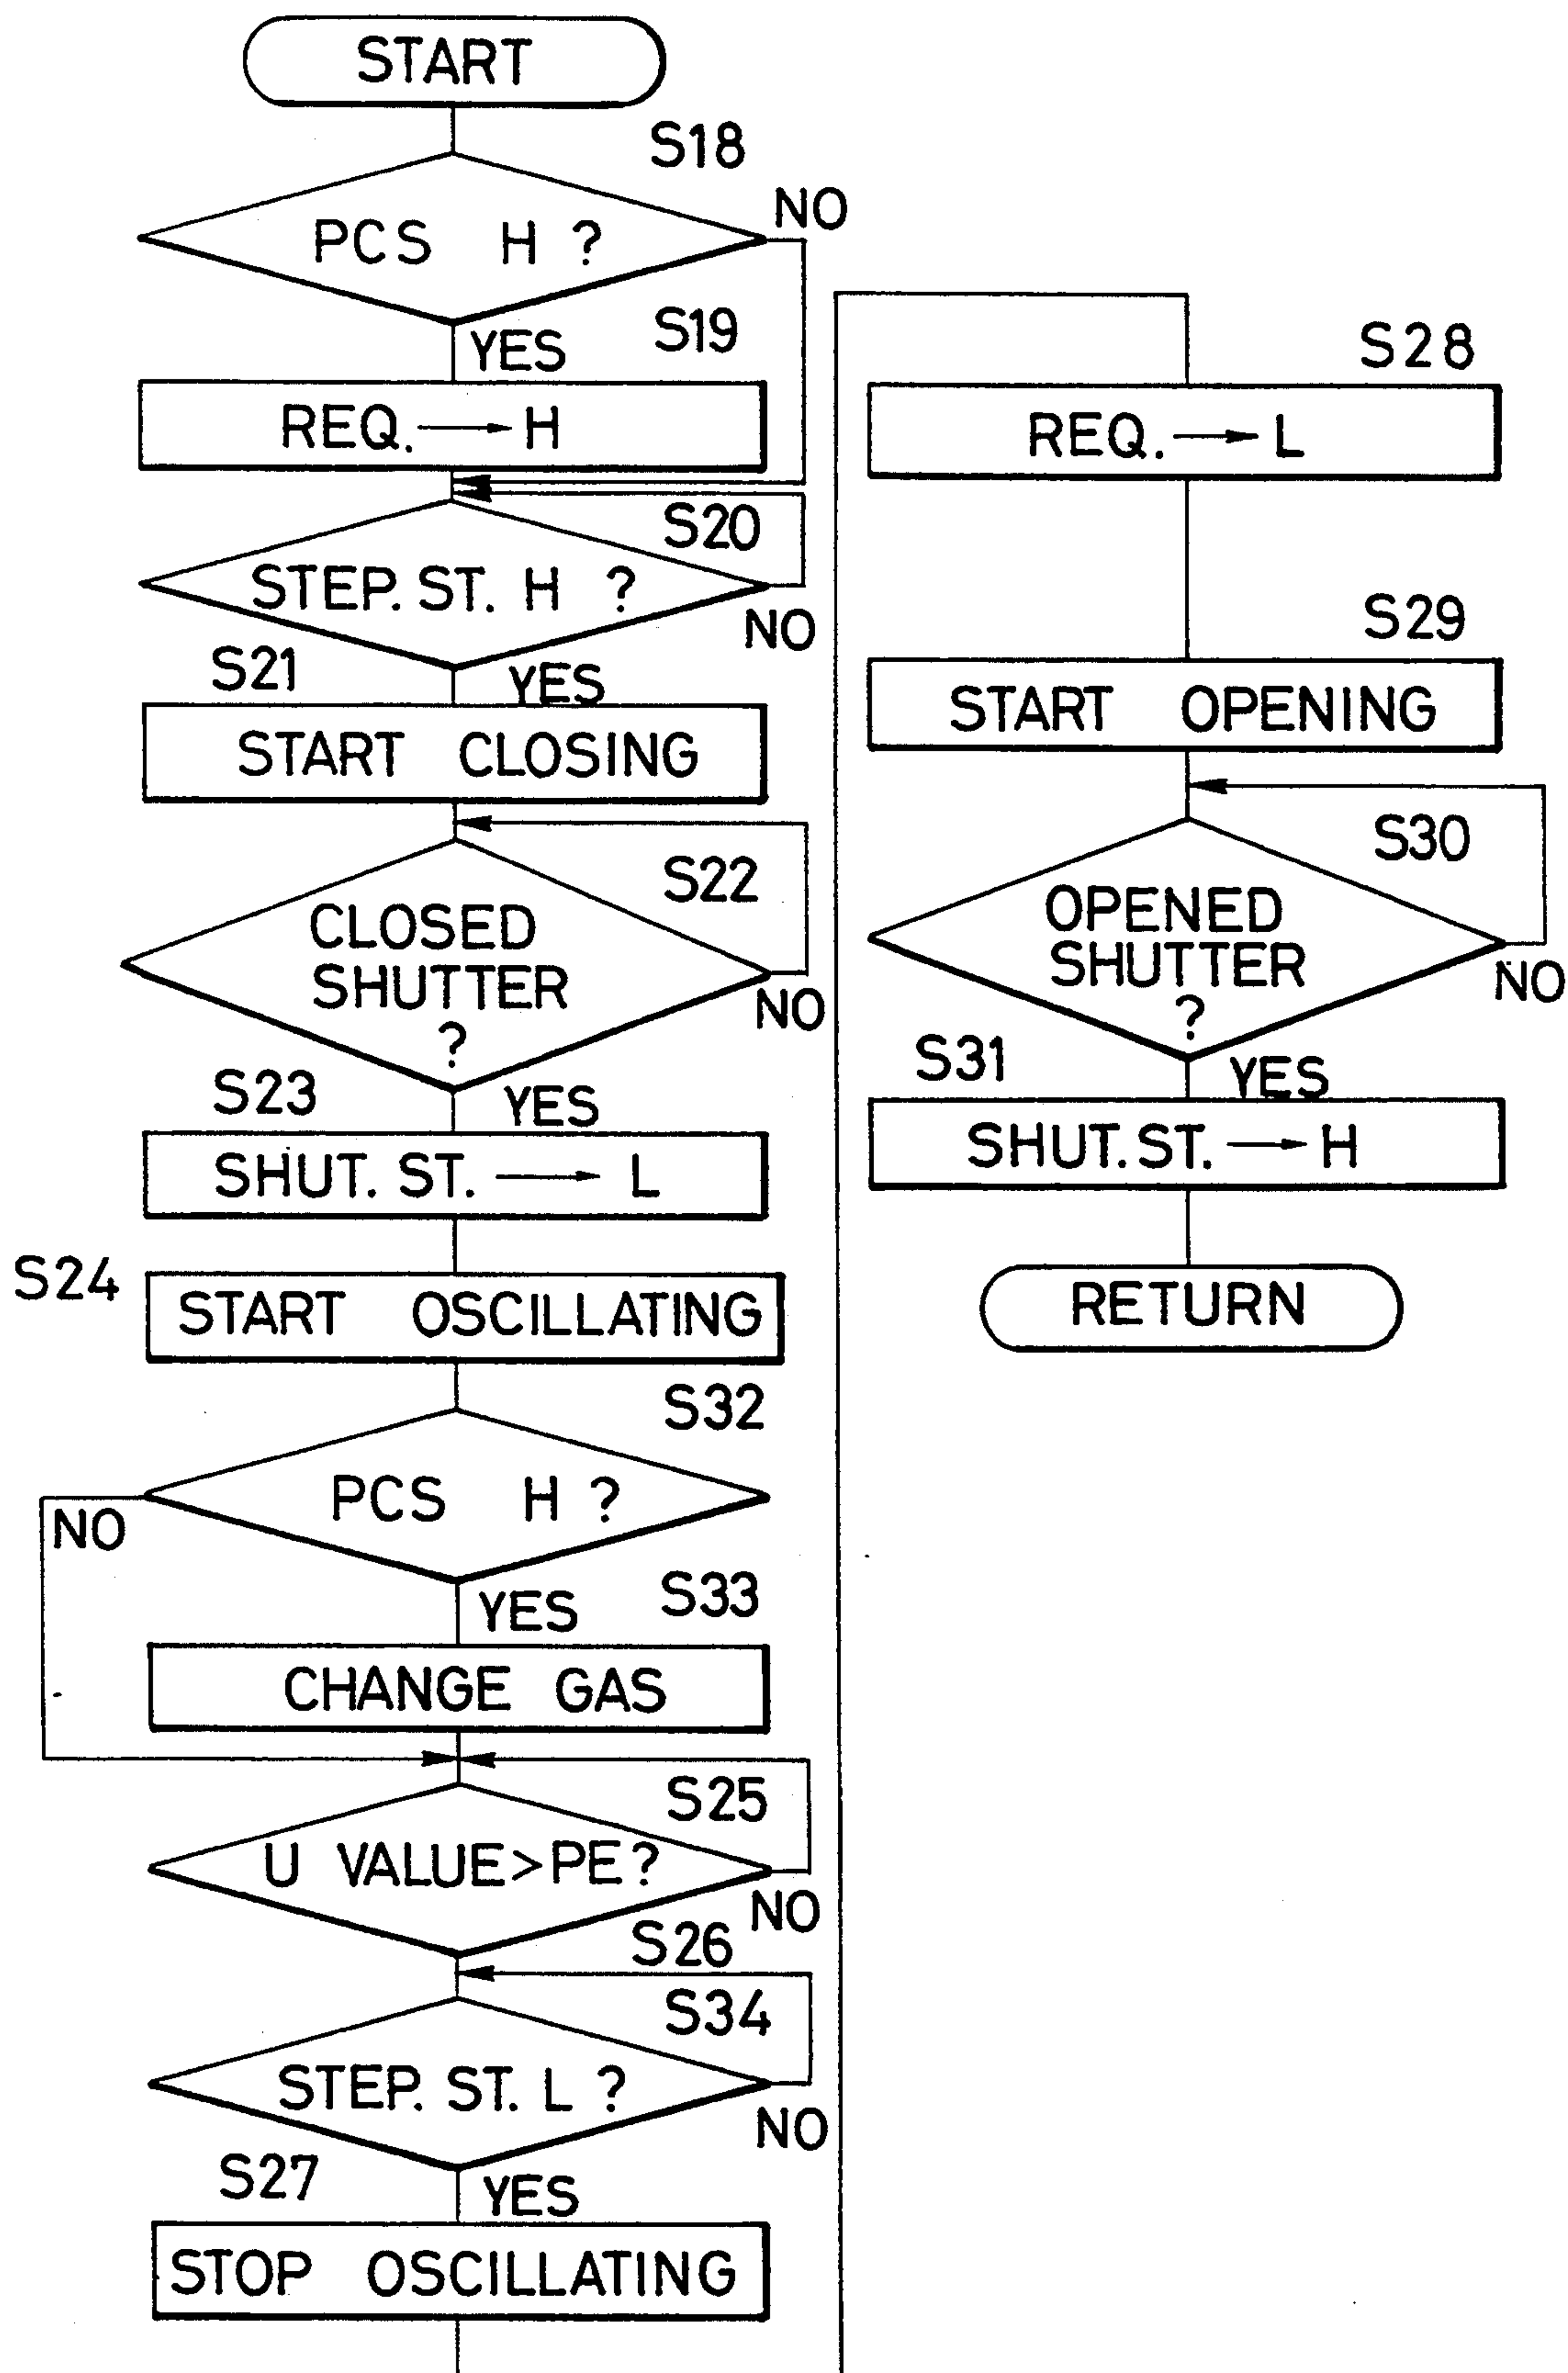 START
S18
PCS H ?
NO
YES
S19
REQ. → H
S20
STEP. ST. H ?
NO
S21
YES
START CLOSING
S22
CLOSED
SHUTTER
?
NO
S23
YES
SHUT. ST. → L
S24
START OSCILLATING
S32
PCS H ?
NO
YES
S33
CHANGE GAS
S25
U VALUE>PE?
NO
S26
S34
STEP. ST. L ?
NO
S27
YES
STOP OSCILLATING
S28
REQ. → L
S29
START OPENING
S30
OPENED
SHUTTER
?
NO
S31
YES
SHUT. ST. → H
RETURN